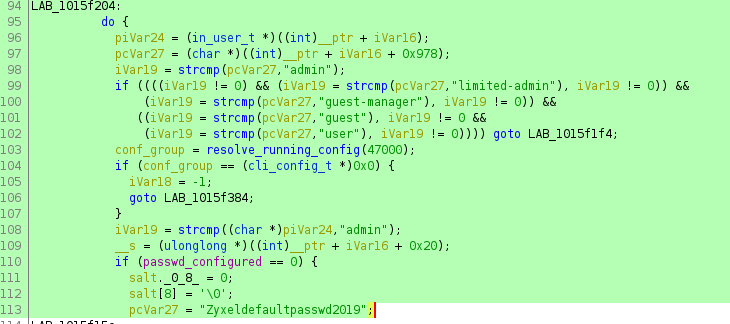 94 LAB_1015f204:
95 do {
96 piVar24 = (in_user_t *)((int)__ptr + iVar16);
97 pcVar27 = (char *)((int)__ptr + iVar16 + 0x978);
98 iVar19 = strcmp(pcVar27,"admin");
99 if ((((iVar19 != 0) && (iVar19 = strcmp(pcVar27,"limited-admin"), iVar19 != 0)) &&
100 (iVar19 = strcmp(pcVar27,"guest-manager"), iVar19 != 0)) &&
101 ((iVar19 = strcmp(pcVar27,"guest"), iVar19 != 0 &&
102 (iVar19 = strcmp(pcVar27,"user"), iVar19 != 0)))) goto LAB_1015f1f4;
103 conf_group = resolve_running_config(47000);
104 if (conf_group == (cli_config_t *)0x0) {
105 iVar18 = -1;
106 goto LAB_1015f384;
107 }
108 iVar19 = strcmp((char *)piVar24,"admin");
109 __s = (ulonglong *)((int)__ptr + iVar16 + 0x20);
110 if (passwd_configured == 0) {
111 salt._0_8_ = 0;
112 salt[8] = '\0';
113 pcVar27 = "Zyxeldefaultpasswd2019";